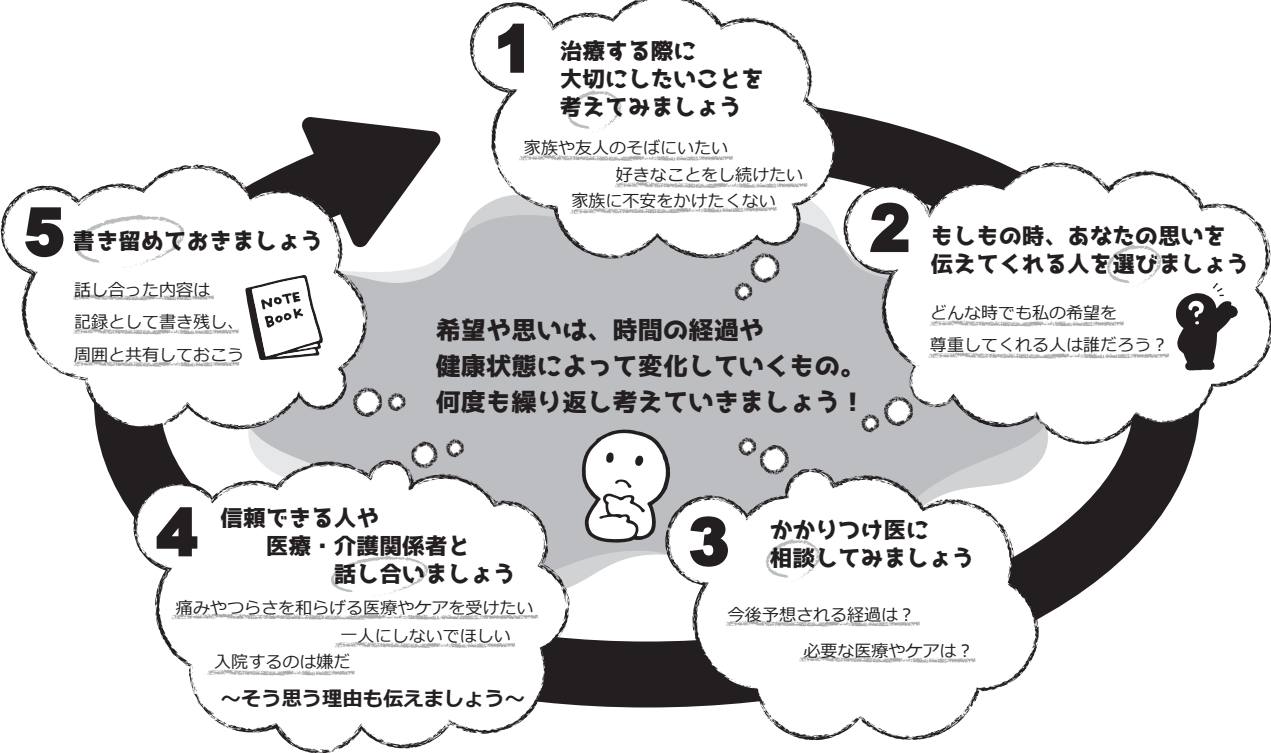 1
治療する際に
大切にしたいことを
考えてみましょう
家族や友人のそばにいたい
好きなことをし続けたい
家族に不安をかけたくない
2
もしもの時、あなたの思いを
伝えてくれる人を選びましょう
どんな時でも私の希望を
尊重してくれる人は誰だろう？
?
3
かかりつけ医に
相談してみましょう
今後予想される経過は？
必要な医療やケアは？
4
信頼できる人や
医療・介護関係者と
話し合いましょう
痛みやつらさを和らげる医療やケアを受けたい
一人にしないでほしい
入院するのは嫌だ
～そう思う理由も伝えましょう～
5
書き留めておきましょう
話し合った内容は
記録として書き残し、
周囲と共有しておこう
NOTE
BOOK
希望や思いは、時間の経過や
健康状態によって変化していくもの。
何度も繰り返し考えていきましょう！